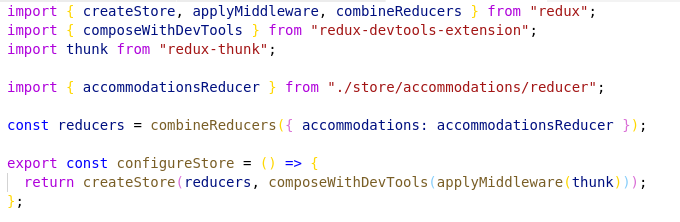 import { createStore, applyMiddleware, combineReducers } from "redux";
import { composeWithDevTools } from "redux-devtools-extension";
import thunk from "redux-thunk";

import { accommodationsReducer } from "./store/accommodations/reducer";

const reducers = combineReducers({ accommodations: accommodationsReducer });

export const configureStore = () => {
  return createStore(reducers, composeWithDevTools(applyMiddleware(thunk)));
};